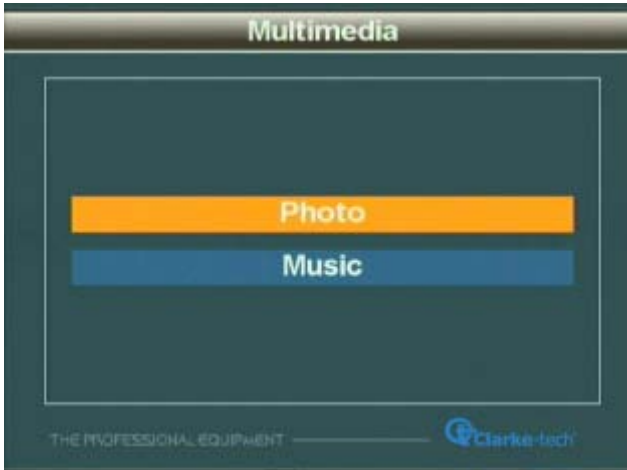 Multimedia
Photo
Music
THE PROFESSIONAL EQUIPMENT
Clarke-tech